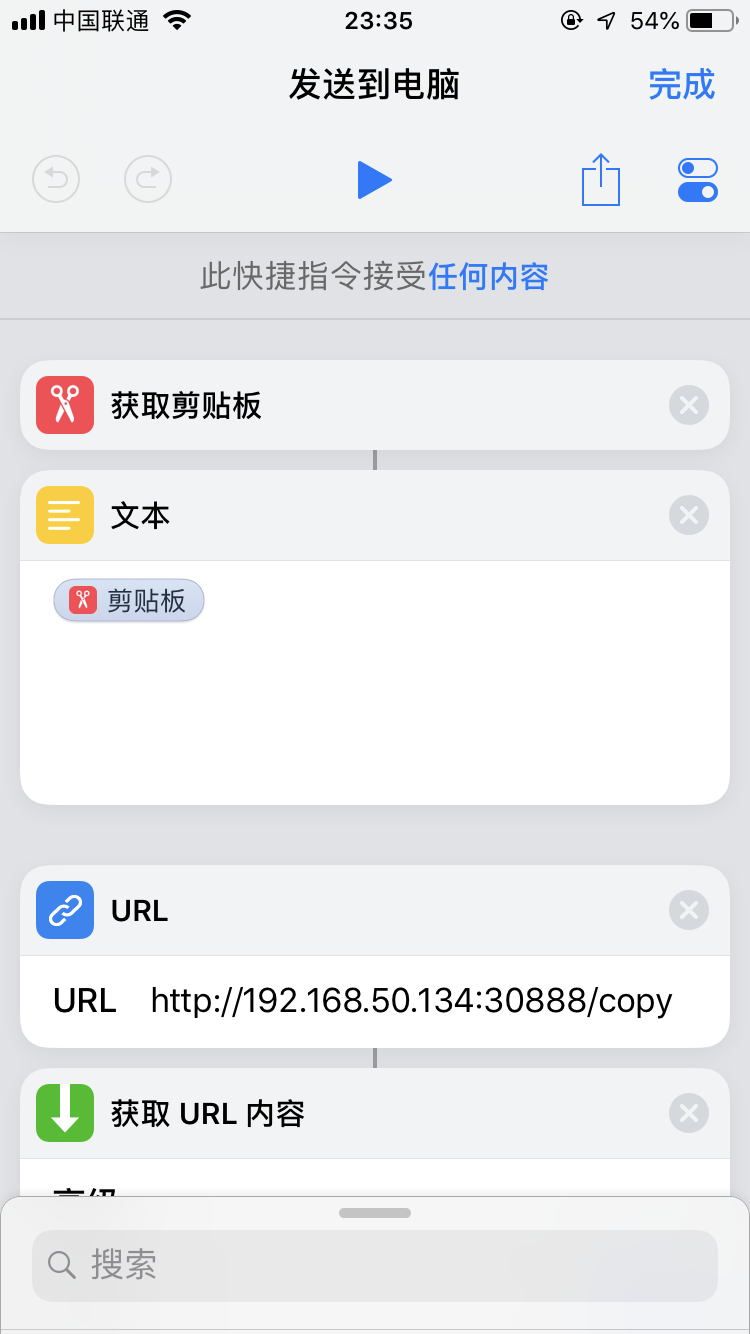 中国联通
23:35
54%
发送到电脑
完成
此快捷指令接受任何内容
获取剪贴板
文本
剪贴板
URL
URL http://192.168.50.134:30888/copy
获取 URL 内容
高级
搜索